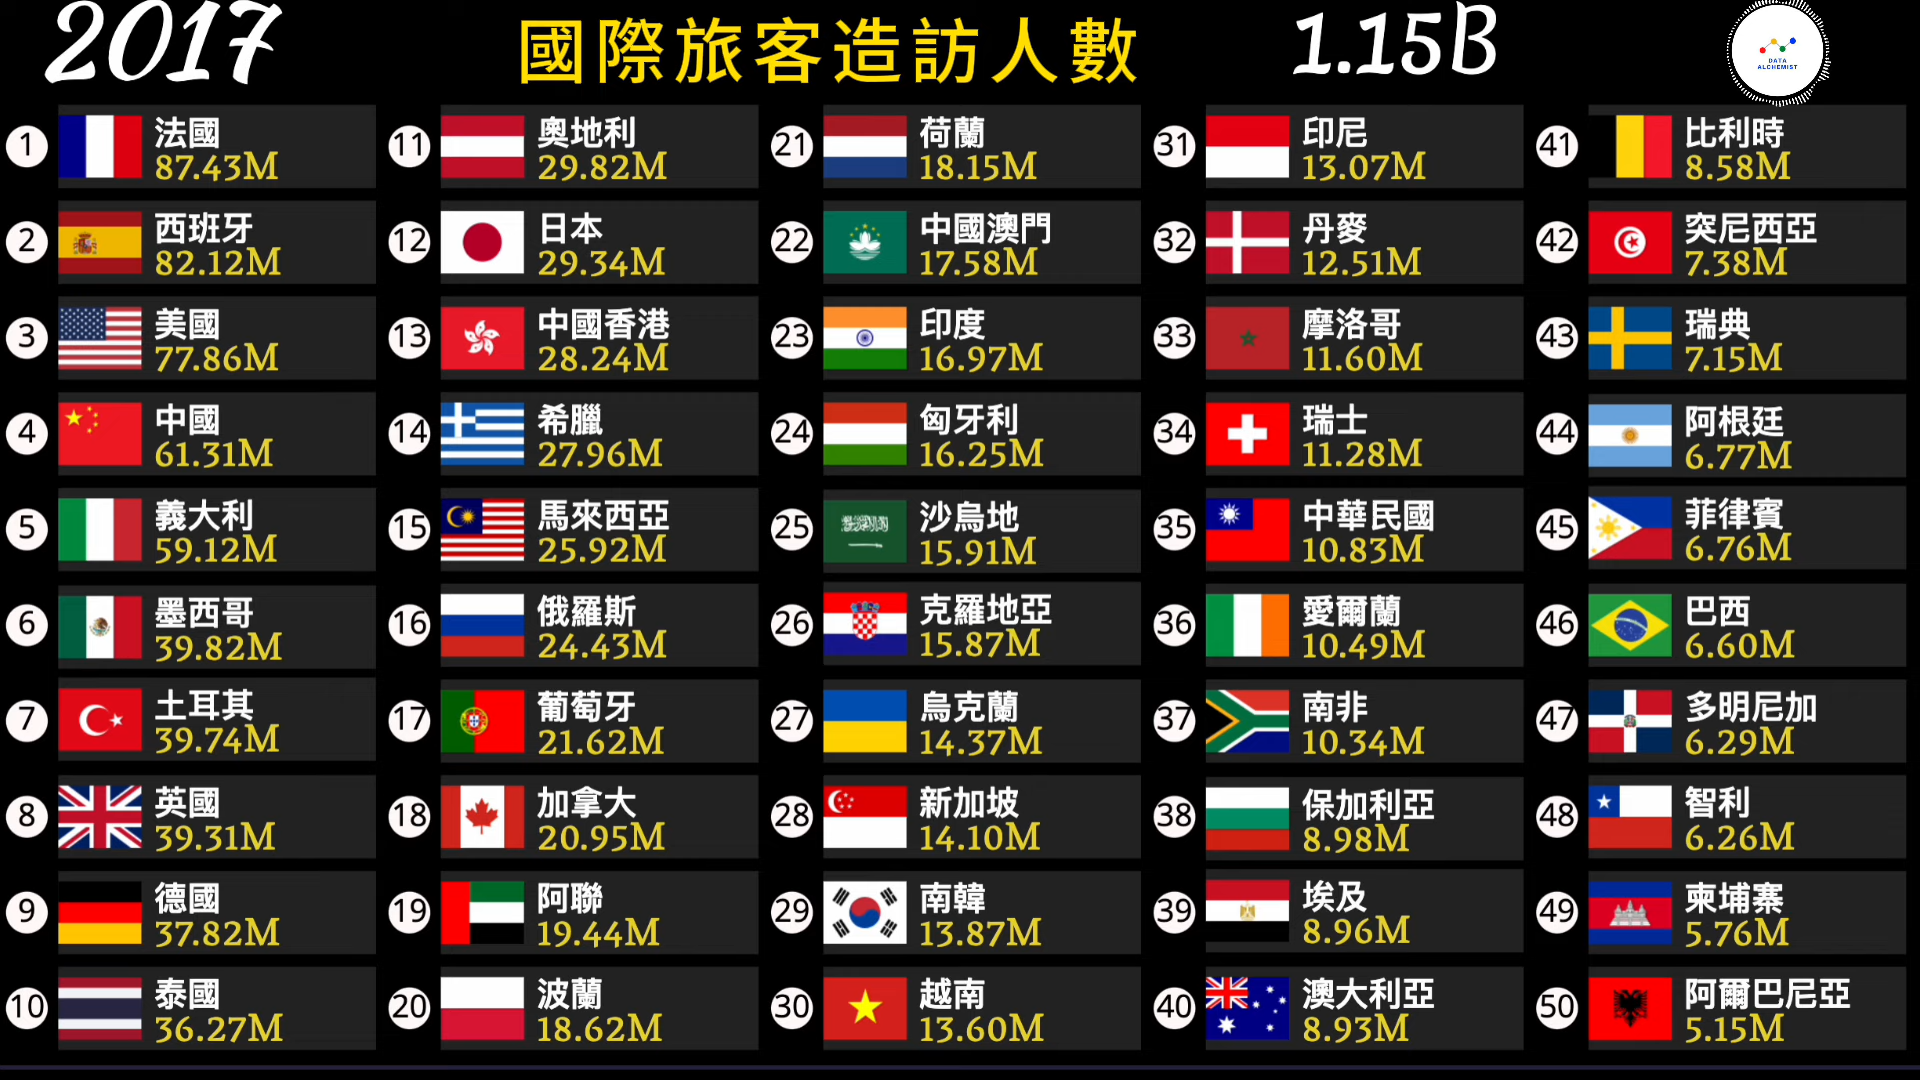 2017
國際旅客造訪人數
1.15B
DATA
ALCHEMIST
1
法國
87.43M
2
西班牙
82.12M
3
美國
77.86M
4
中國
61.31M
5
義大利
59.12M
6
墨西哥
39.82M
7
土耳其
39.74M
8
英國
39.31M
9
德國
37.82M
10
泰國
36.27M
11
奧地利
29.82M
12
日本
29.34M
13
中國香港
28.24M
14
希臘
27.96M
15
馬來西亞
25.92M
16
俄羅斯
24.43M
17
葡萄牙
21.62M
18
加拿大
20.95M
19
阿聯
19.44M
20
波蘭
18.62M
21
荷蘭
18.15M
22
中國澳門
17.58M
23
印度
16.97M
24
匈牙利
16.25M
25
沙烏地
15.91M
26
克羅地亞
15.87M
27
烏克蘭
14.37M
28
新加坡
14.10M
29
南韓
13.87M
30
越南
13.60M
31
印尼
13.07M
32
丹麥
12.51M
33
摩洛哥
11.60M
34
瑞士
11.28M
35
中華民國
10.83M
36
愛爾蘭
10.49M
37
南非
10.34M
38
保加利亞
8.98M
39
埃及
8.96M
40
澳大利亞
8.93M
41
比利時
8.58M
42
突尼西亞
7.38M
43
瑞典
7.15M
44
阿根廷
6.77M
45
菲律賓
6.76M
46
巴西
6.60M
47
多明尼加
6.29M
48
智利
6.26M
49
柬埔寨
5.76M
50
阿爾巴尼亞
5.15M